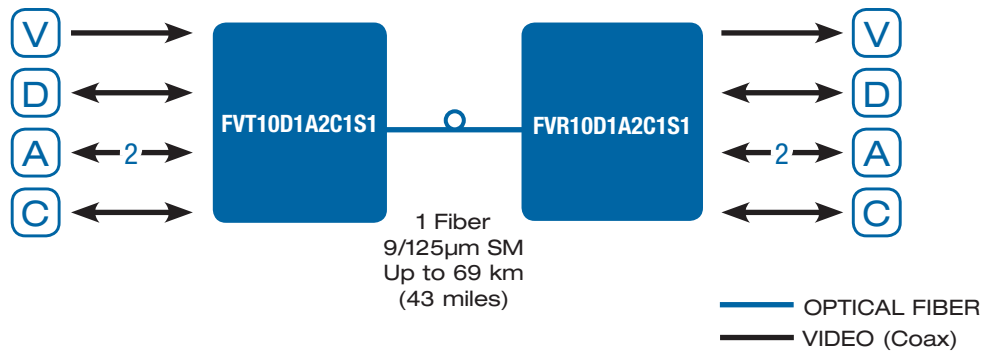 V
D
A
C
2
FVT10D1A2C1S1
FVR10D1A2C1S1
1 Fiber
9/125µm SM
Up to 69 km
(43 miles)
V
D
2
A
C
OPTICAL FIBER
VIDEO (Coax)